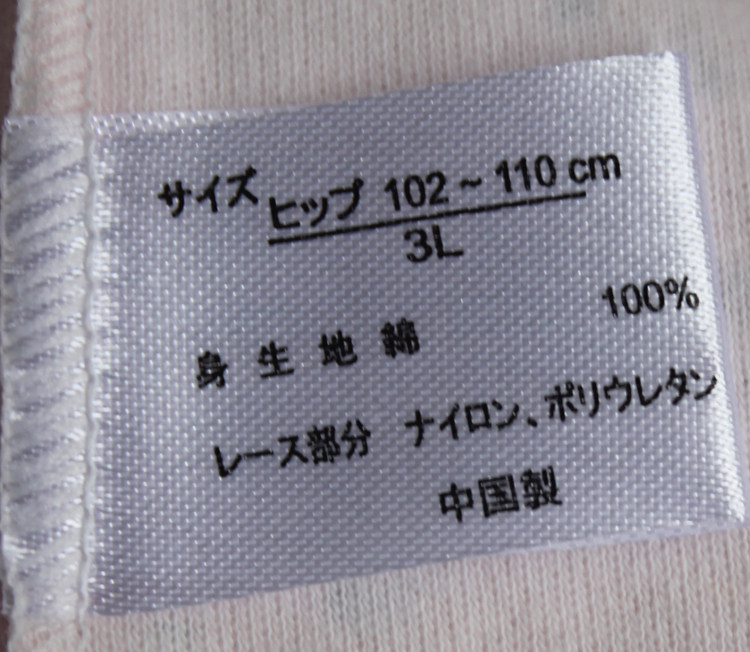 サイズ ヒップ 102 ~ 110 cm
3L
身生地綿 100%
レース部分 ナイロン、ポリウレタン
中国製